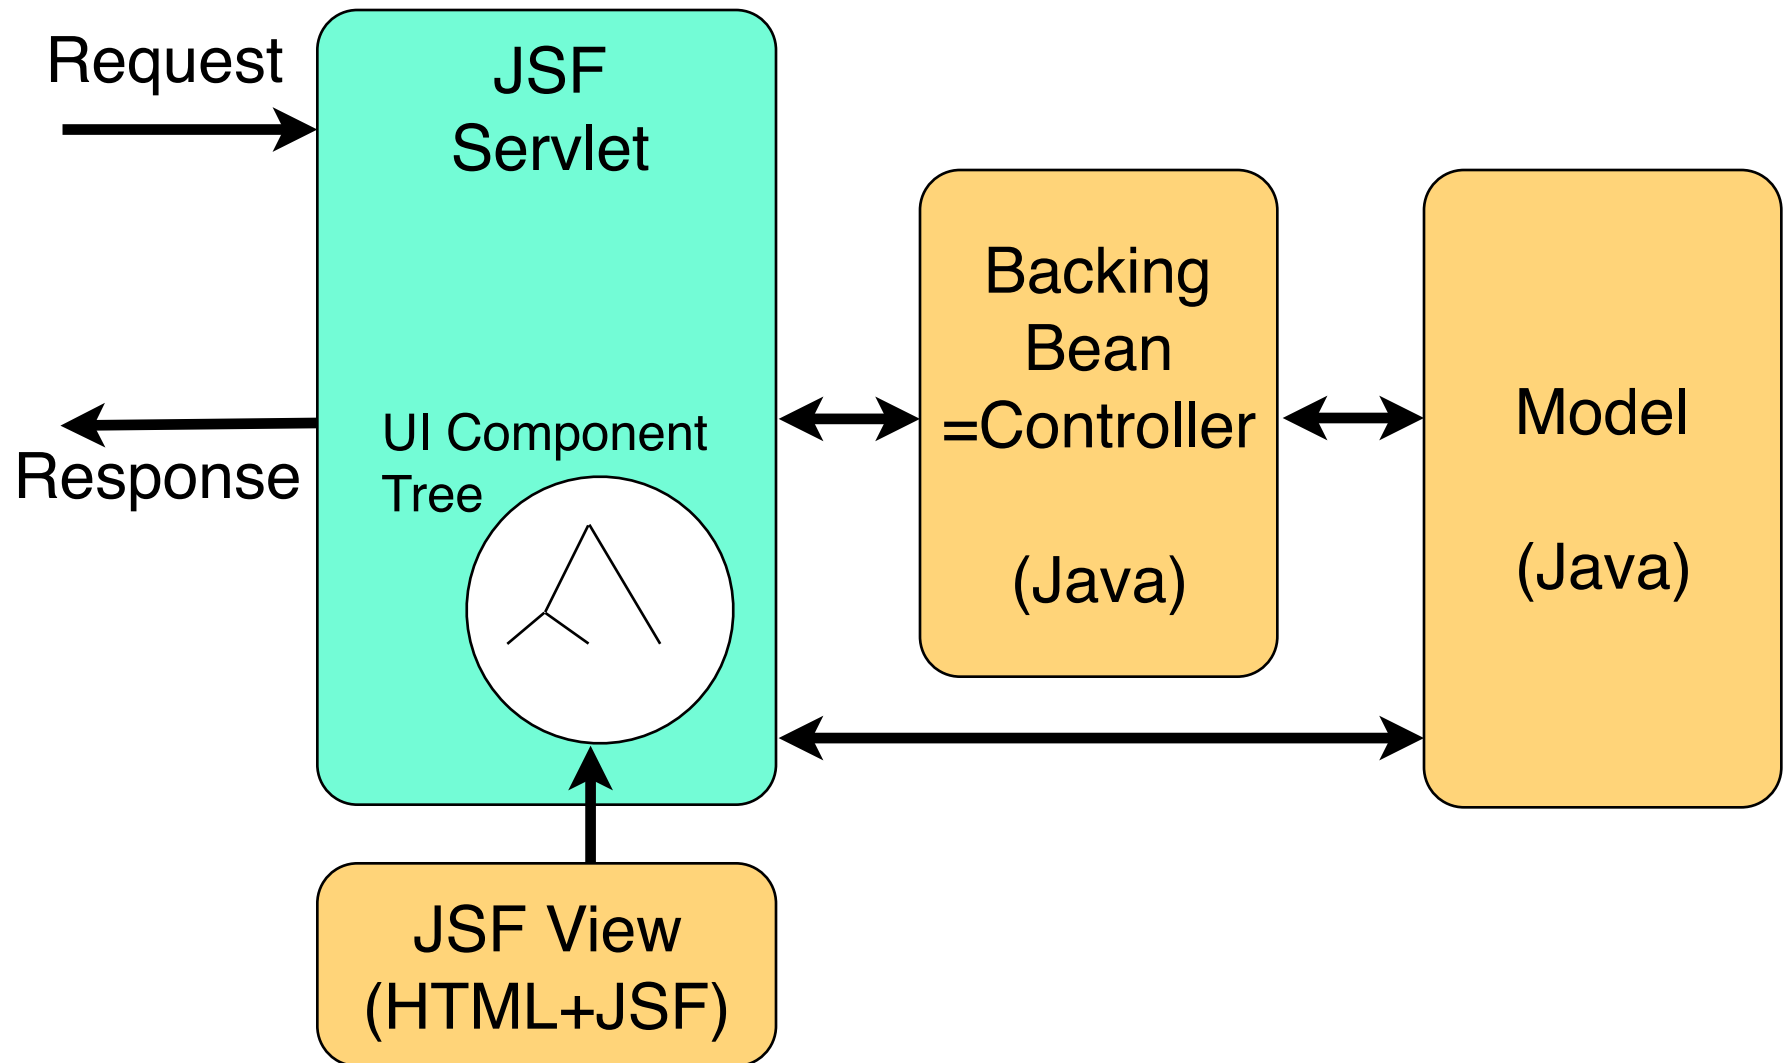 Request
JSF
Servlet
Response
UI Component
Tree
Backing
Bean
=Controller
(Java)
Model
(Java)
JSF View
(HTML+JSF)